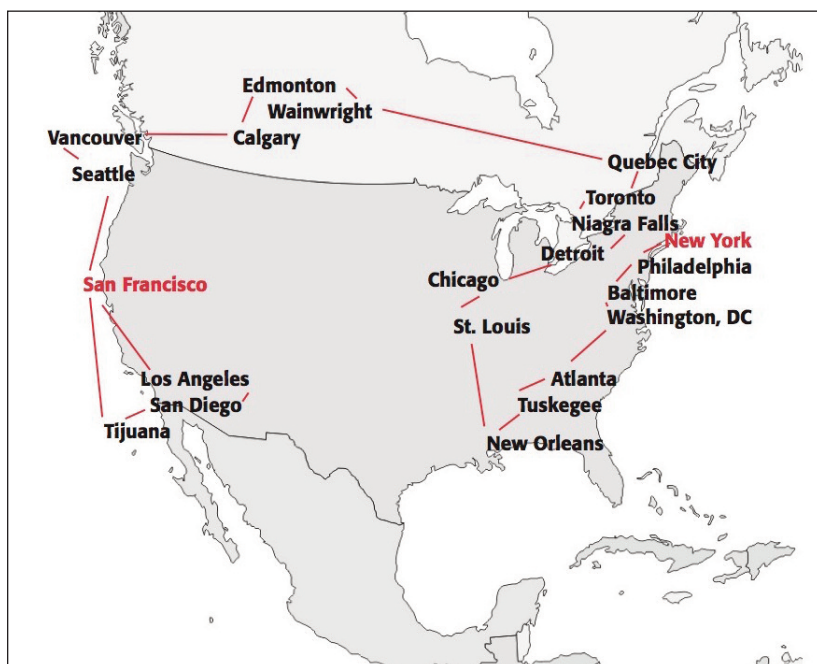 Edmonton
Wainwright
Vancouver
Calgary
Seattle
Quebec City
Toronto
Niagra Falls
New York
Detroit
Philadelphia
Chicago
San Francisco
Baltimore
Washington, DC
St. Louis
Los Angeles
Atlanta
San Diego
Tuskegee
Tijuana
New Orleans